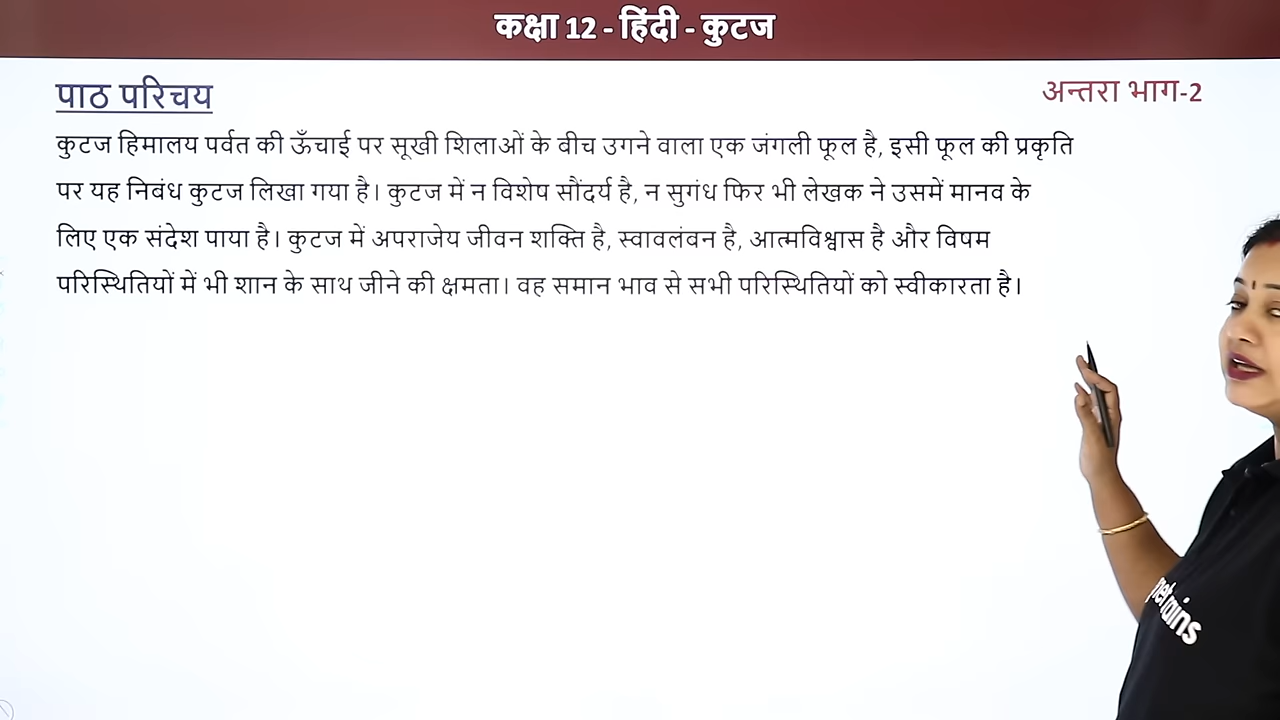 कक्षा 12 - हिंदी - कुटज
पाठ परिचय
अन्तरा भाग-2
कुटज हिमालय पर्वत की ऊँचाई पर सूखी शिलाओं के वीच उगने वाला एक जंगली फूल है, इसी फूल की प्रकृति
पर यह निबंध कुटज लिखा गया है। कुटज में न विशेप सौंदर्य है, न सुगंध फिर भी लेखक ने उसमें मानव के
लिए एक संदेश पाया है। कुटज में अपराजेय जीवन शक्ति है, स्वावलंवन है, आत्मविश्वास है और विपम
परिस्थितियों में भी शान के साथ जीने की क्षमता। वह समान भाव से सभी परिस्थितियों को स्वीकारता है।